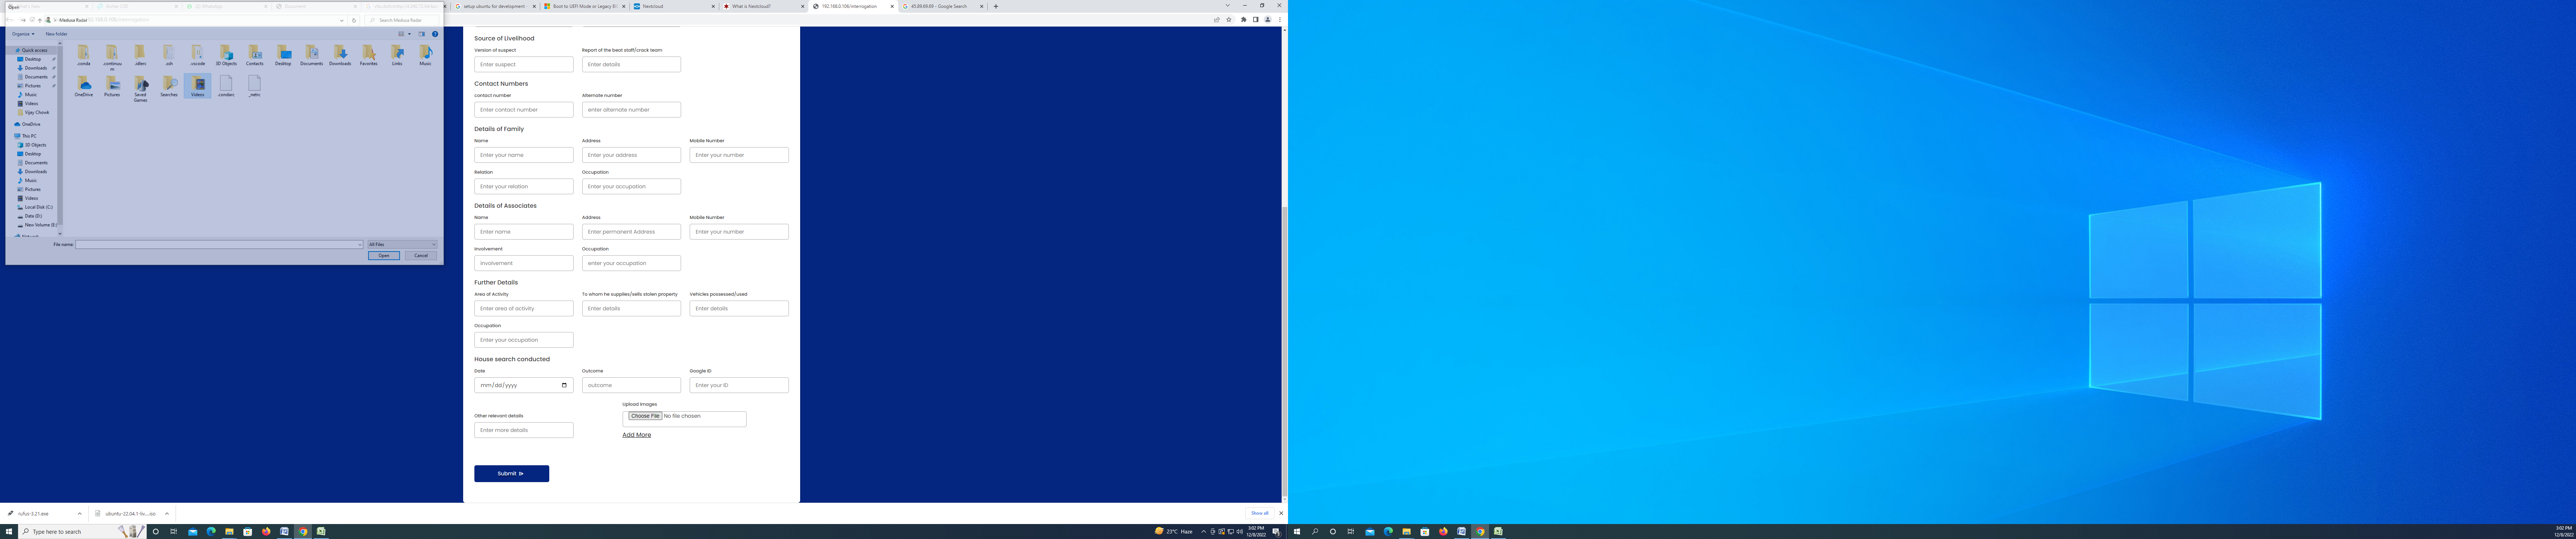 Open
setup ubuntu for development -
Boot to UEFI Mode or Legacy BI
Nextcloud
What is Nextcloud?
192.168.0.106/interrogation
45.89.69.69 - Google Search
Medusa Radar
Search Medusa Radar
Organize
New folder
Quick access
Desktop
Downloads
Documents
Pictures
Music
Videos
Vijay Chowk
OneDrive
This PC
3D Objects
Desktop
Documents
Downloads
Music
Pictures
Videos
Local Disk (C:)
Data (D:)
New Volume (E:)
.conda
.idlerc
.ssh
.vscode
3D Objects
Contacts
Desktop
Documents
Downloads
Favorites
Links
Music
OneDrive
Pictures
Saved Games
Searches
Videos
.condarc
_netrc
File name:
All Files
Open
Cancel
Source of Livelihood
Version of suspect
Report of the beat staff/crack team
Enter suspect
Enter details
Contact Numbers
contact number
Alternate number
Enter contact number
enter alternate number
Details of Family
Name
Address
Mobile Number
Enter your name
Enter your address
Enter your number
Relation
Occupation
Enter your relation
Enter your occupation
Details of Associates
Name
Address
Mobile Number
Enter name
Enter permanent Address
Enter your number
Involvement
Occupation
involvement
enter your occupation
Further Details
Area of Activity
To whom he supplies/sells stolen property
Vehicles possessed/used
Enter area of activity
Enter details
Enter details
Occupation
Enter your occupation
House search conducted
Date
Outcome
Google ID
mm/dd/yyyy
outcome
Enter your ID
Upload Images
Other relevant details
Choose File No file chosen
Enter more details
Add More
Submit
rufus-3.21.exe
ubuntu-22.04.1-liv....iso
Show all
Type here to search
23°C Haze
3:02 PM
12/8/2022
3:02 PM
12/8/2022